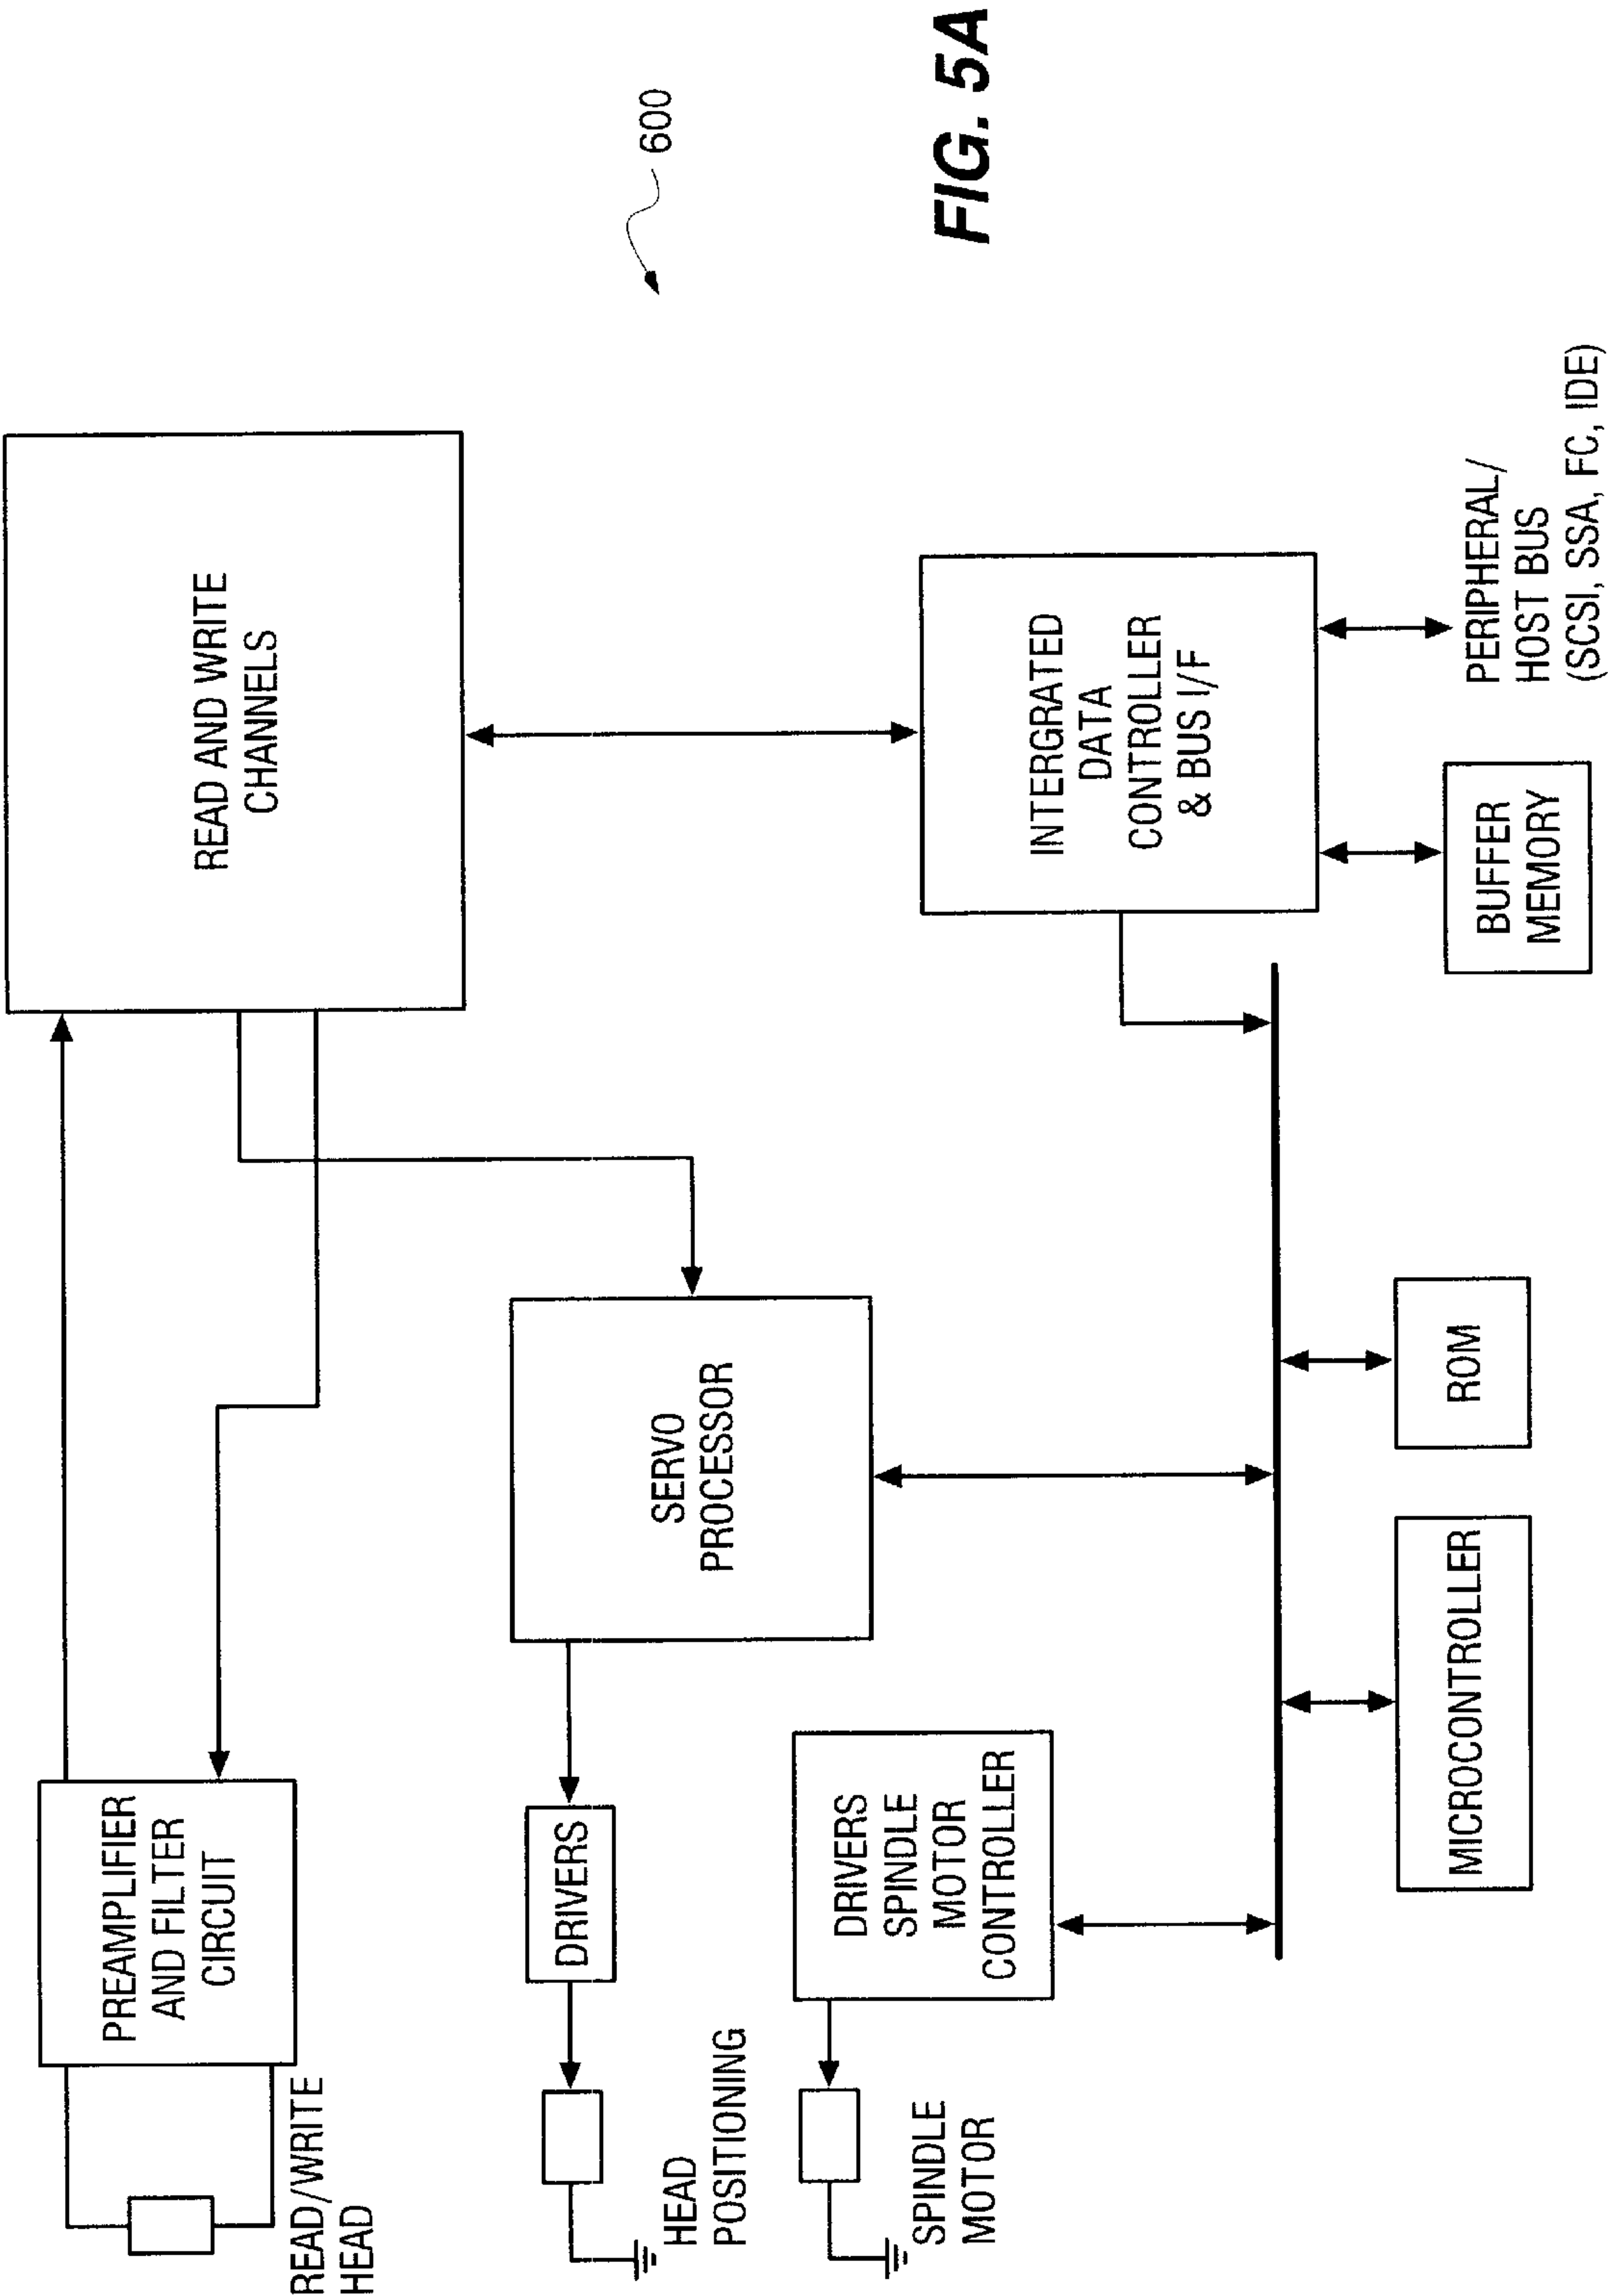 READ/WRITE
HEAD
PREAMPLIFIER
AND FILTER
CIRCUIT
READ AND WRITE
CHANNELS
HEAD
POSITIONING
DRIVERS
SERVO
PROCESSOR
SPINDLE
MOTOR
DRIVERS
SPINDLE
MOTOR
CONTROLLER
INTERGRATED
DATA
CONTROLLER
& BUS I/F
MICROCONTROLLER
ROM
BUFFER
MEMORY
PERIPHERAL/
HOST BUS
(SCSI, SSA, FC, IDE)
600
FIG. 5A